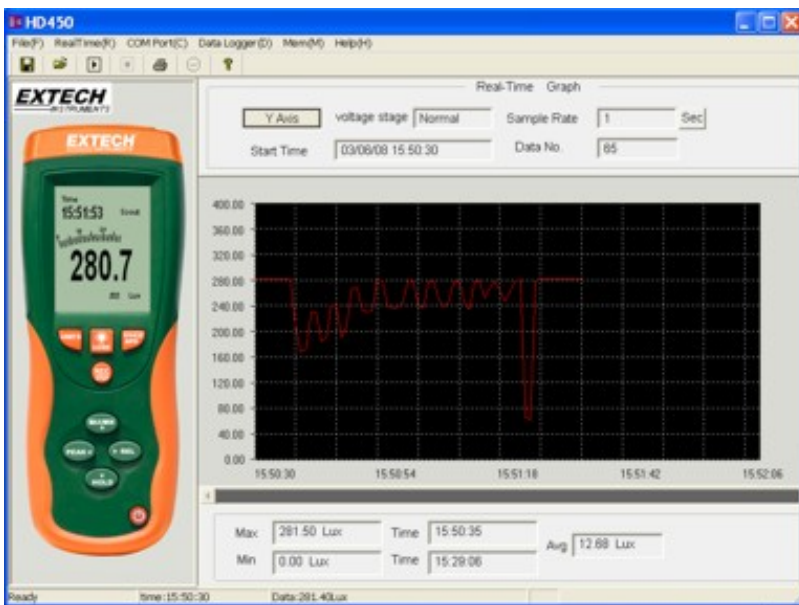 HD450
File(F) RealTime(R) COM Port(C) Data Logger(D) Mem(M) Help(H)
EXTECH
INSTRUMENTS
EXTECH
Time
15:51:53
280.7
Lux
HOLD
Real-Time Graph
Y Axis voltage stage Normal Sample Rate 1 Sec
Start Time 03/06/08 15:50:30 Data No. 85
400.00
360.00
320.00
280.00
240.00
200.00
160.00
120.00
80.00
40.00
0.00
15:50:30 15:50:54 15:51:18 15:51:42 15:52:06
Max 281.50 Lux Time 15:50:35
Min 0.00 Lux Time 15:29:06
Avg 12.68 Lux
Ready time:15:50:30 Data:281.40Lux